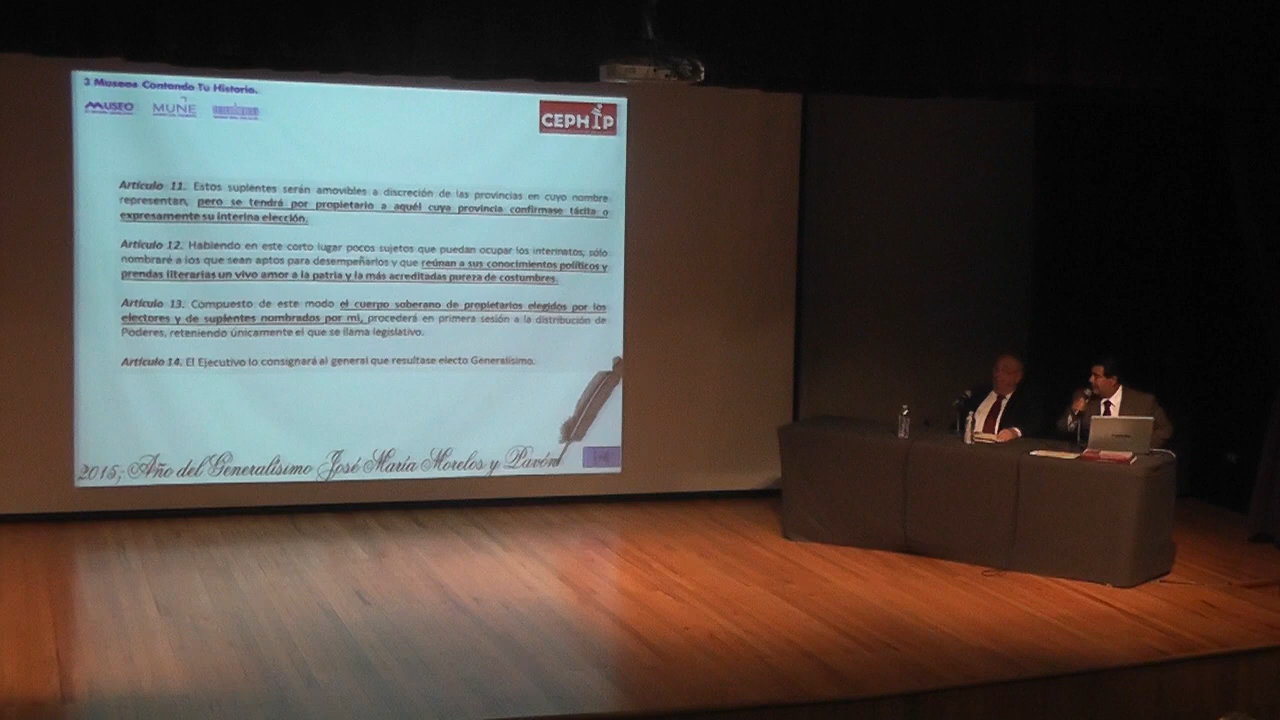 3 Museos Contando Tu Historia.
MUSEO
MUNE
CEPHIP
Artículo 11. Estos suplentes serán amovibles a discreción de las provincias en cuyo nombre
representan, pero se tendrá por propietario a aquél cuya provincia confirmase tácita o
expresamente su interina elección.
Artículo 12. Habiendo en este corto lugar pocos sujetos que puedan ocupar los interinatos, sólo
nombraré a los que sean aptos para desempeñarlos y que reúnan a sus conocimientos políticos y
prendas literarias un vivo amor a la patria y la más acreditadas pureza de costumbres.
Artículo 13. Compuesto de este modo el cuerpo soberano de propietarios elegidos por los
electores y de suplentes nombrados por mi, procederá en primera sesión a la distribución de
Poderes, reteniendo únicamente el que se llama legislativo.
Artículo 14. El Ejecutivo lo consignará al general que resultase electo Generalísimo.
2015; Año del Generalísimo José María Morelos y Pavón